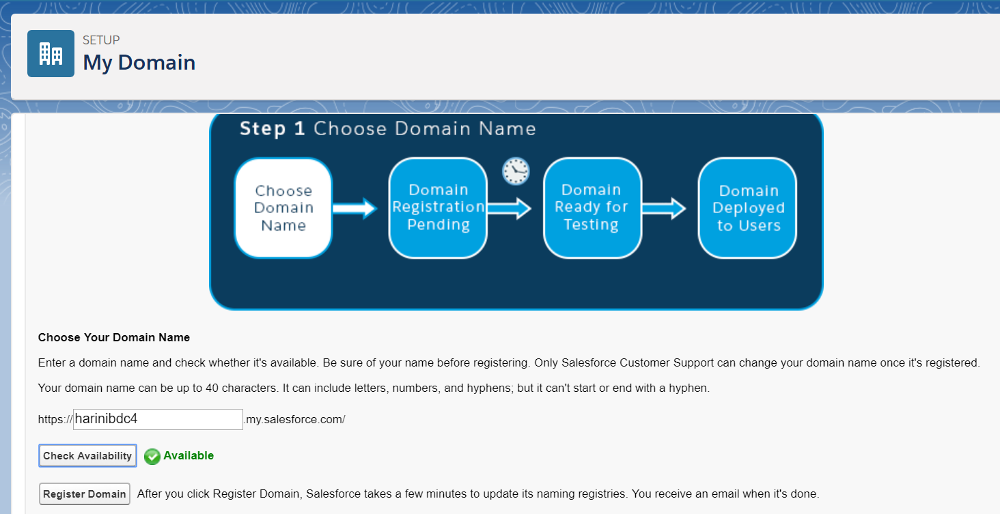 SETUP
My Domain
Step 1 Choose Domain Name
Choose
Domain
Name
Domain
Registration
Pending
Domain
Ready for
Testing
Domain
Deployed
to Users
Choose Your Domain Name
Enter a domain name and check whether it's available. Be sure of your name before registering. Only Salesforce Customer Support can change your domain name once it's registered.
Your domain name can be up to 40 characters. It can include letters, numbers, and hyphens; but it can't start or end with a hyphen.
https://harinibdc4.my.salesforce.com/
Check Availability Available
Register Domain After you click Register Domain, Salesforce takes a few minutes to update its naming registries. You receive an email when it's done.